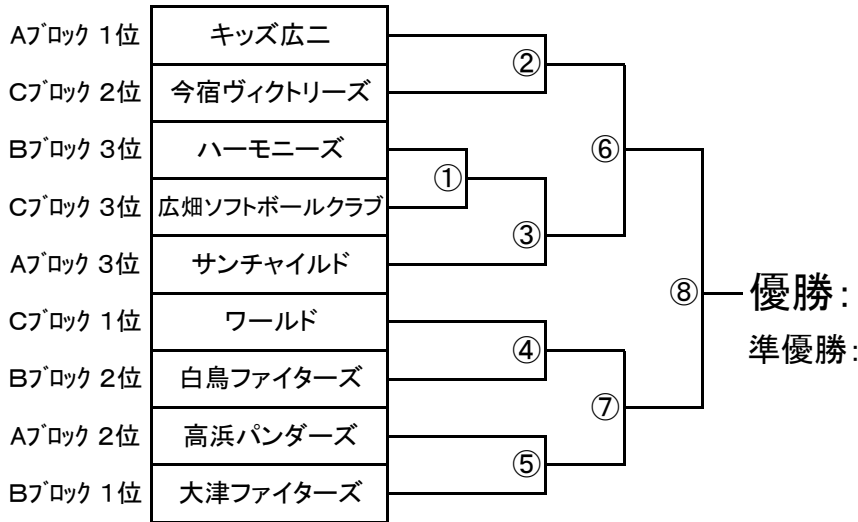 Aブロック 1位 キッズ広二
②
Cブロック 2位 今宿ヴィクトリーズ
Bブロック 3位 ハーモニーズ
⑥
①
Cブロック 3位 広畑ソフトボールクラブ
③
Aブロック 3位 サンチャイルド
⑧ 優勝:
Cブロック 1位 ワールド
④
準優勝:
Bブロック 2位 白鳥ファイターズ
⑦
Aブロック 2位 高浜パンダーズ
⑤
Bブロック 1位 大津ファイターズ